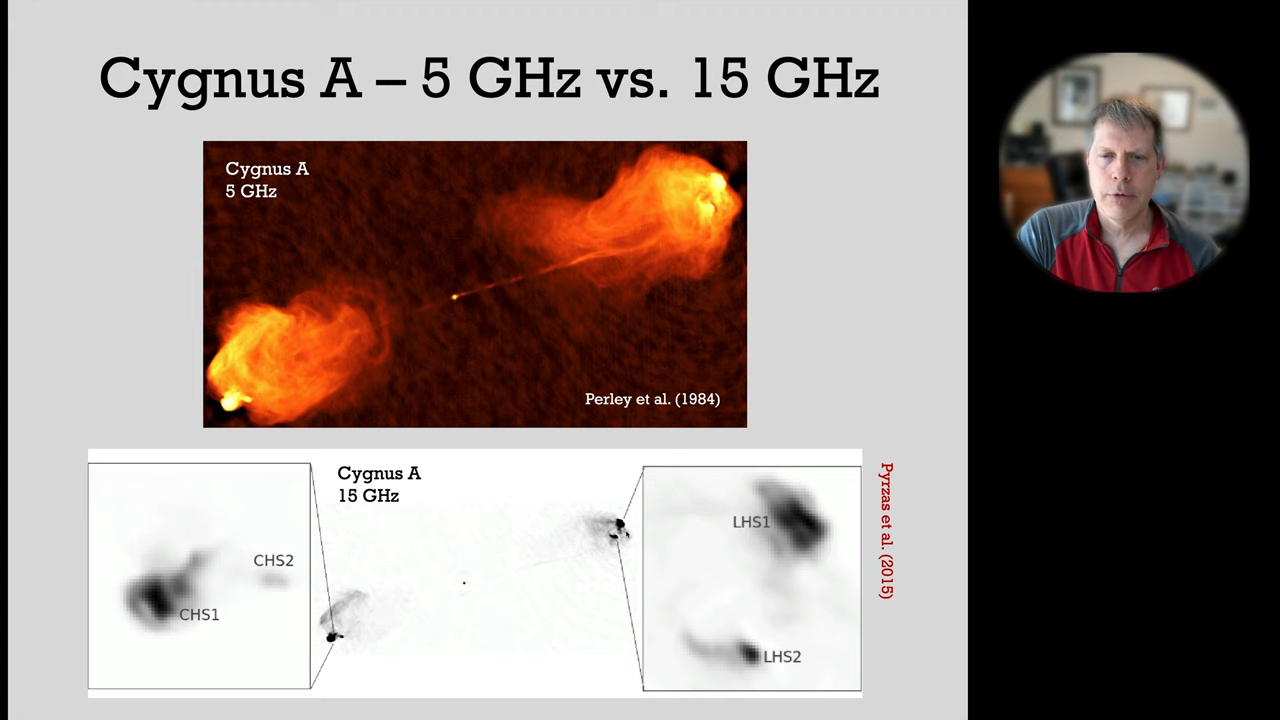 Cygnus A – 5 GHz vs. 15 GHz
Cygnus A
5 GHz
Perley et al. (1984)
Cygnus A
15 GHz
CHS2
CHS1
LHS1
LHS2
Pyrzas et al. (2015)